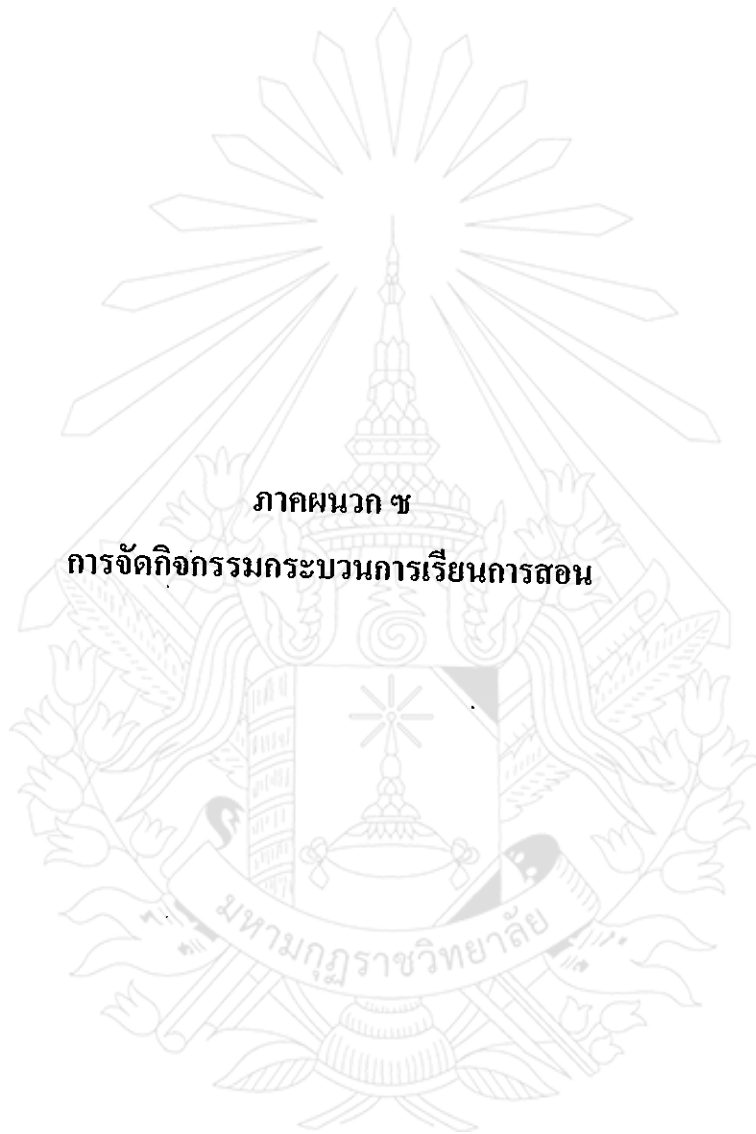 ภาคผนวก ซ
การจัดกิจกรรมกระบวนการเรียนการสอน
มหามกุฏราชวิทยาลัย